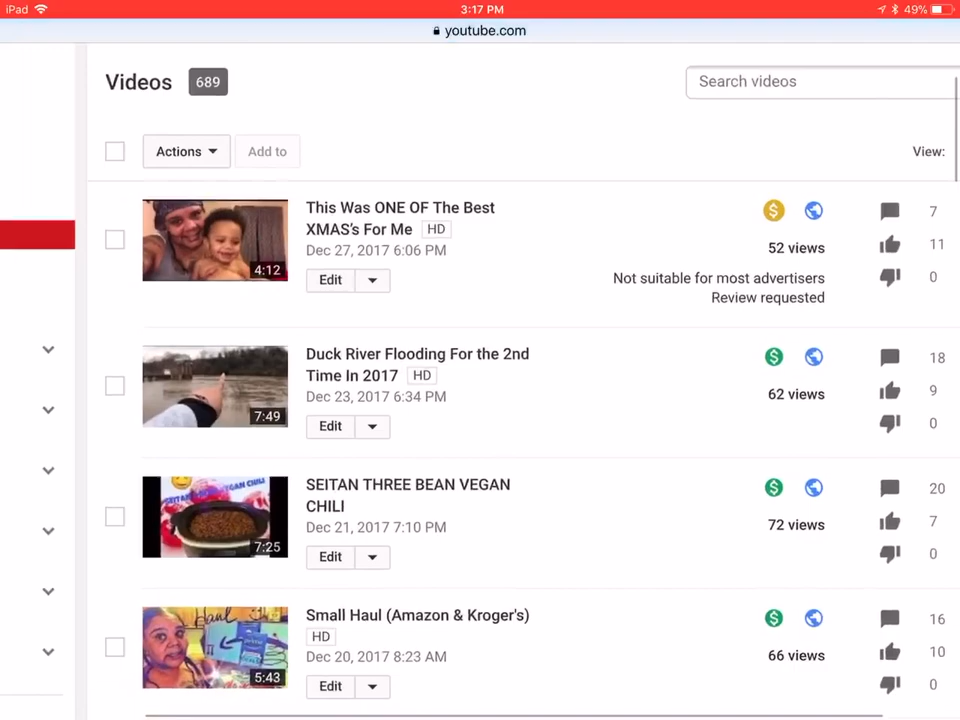 iPad
3:17 PM
49%
youtube.com
Videos 689
Search videos
Actions
Add to
View:
This Was ONE OF The Best
XMAS's For Me HD
Dec 27, 2017 6:06 PM
Edit
4:12
52 views
Not suitable for most advertisers
Review requested
7
11
0
Duck River Flooding For the 2nd
Time In 2017 HD
Dec 23, 2017 6:34 PM
Edit
7:49
62 views
18
9
0
SEITAN THREE BEAN VEGAN
CHILI
Dec 21, 2017 7:10 PM
Edit
7:25
72 views
20
7
0
Small Haul (Amazon & Kroger's)
HD
Dec 20, 2017 8:23 AM
Edit
Haul
5:43
66 views
16
10
0